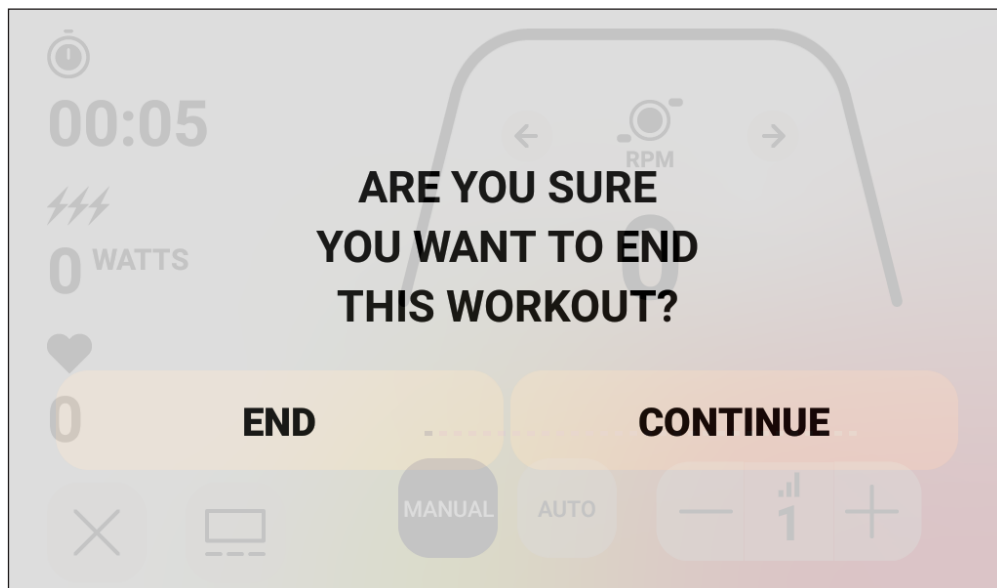 00:05
RPM
0
0 WATTS
0
ARE YOU SURE
YOU WANT TO END
THIS WORKOUT?
END
CONTINUE
MANUAL
AUTO
1